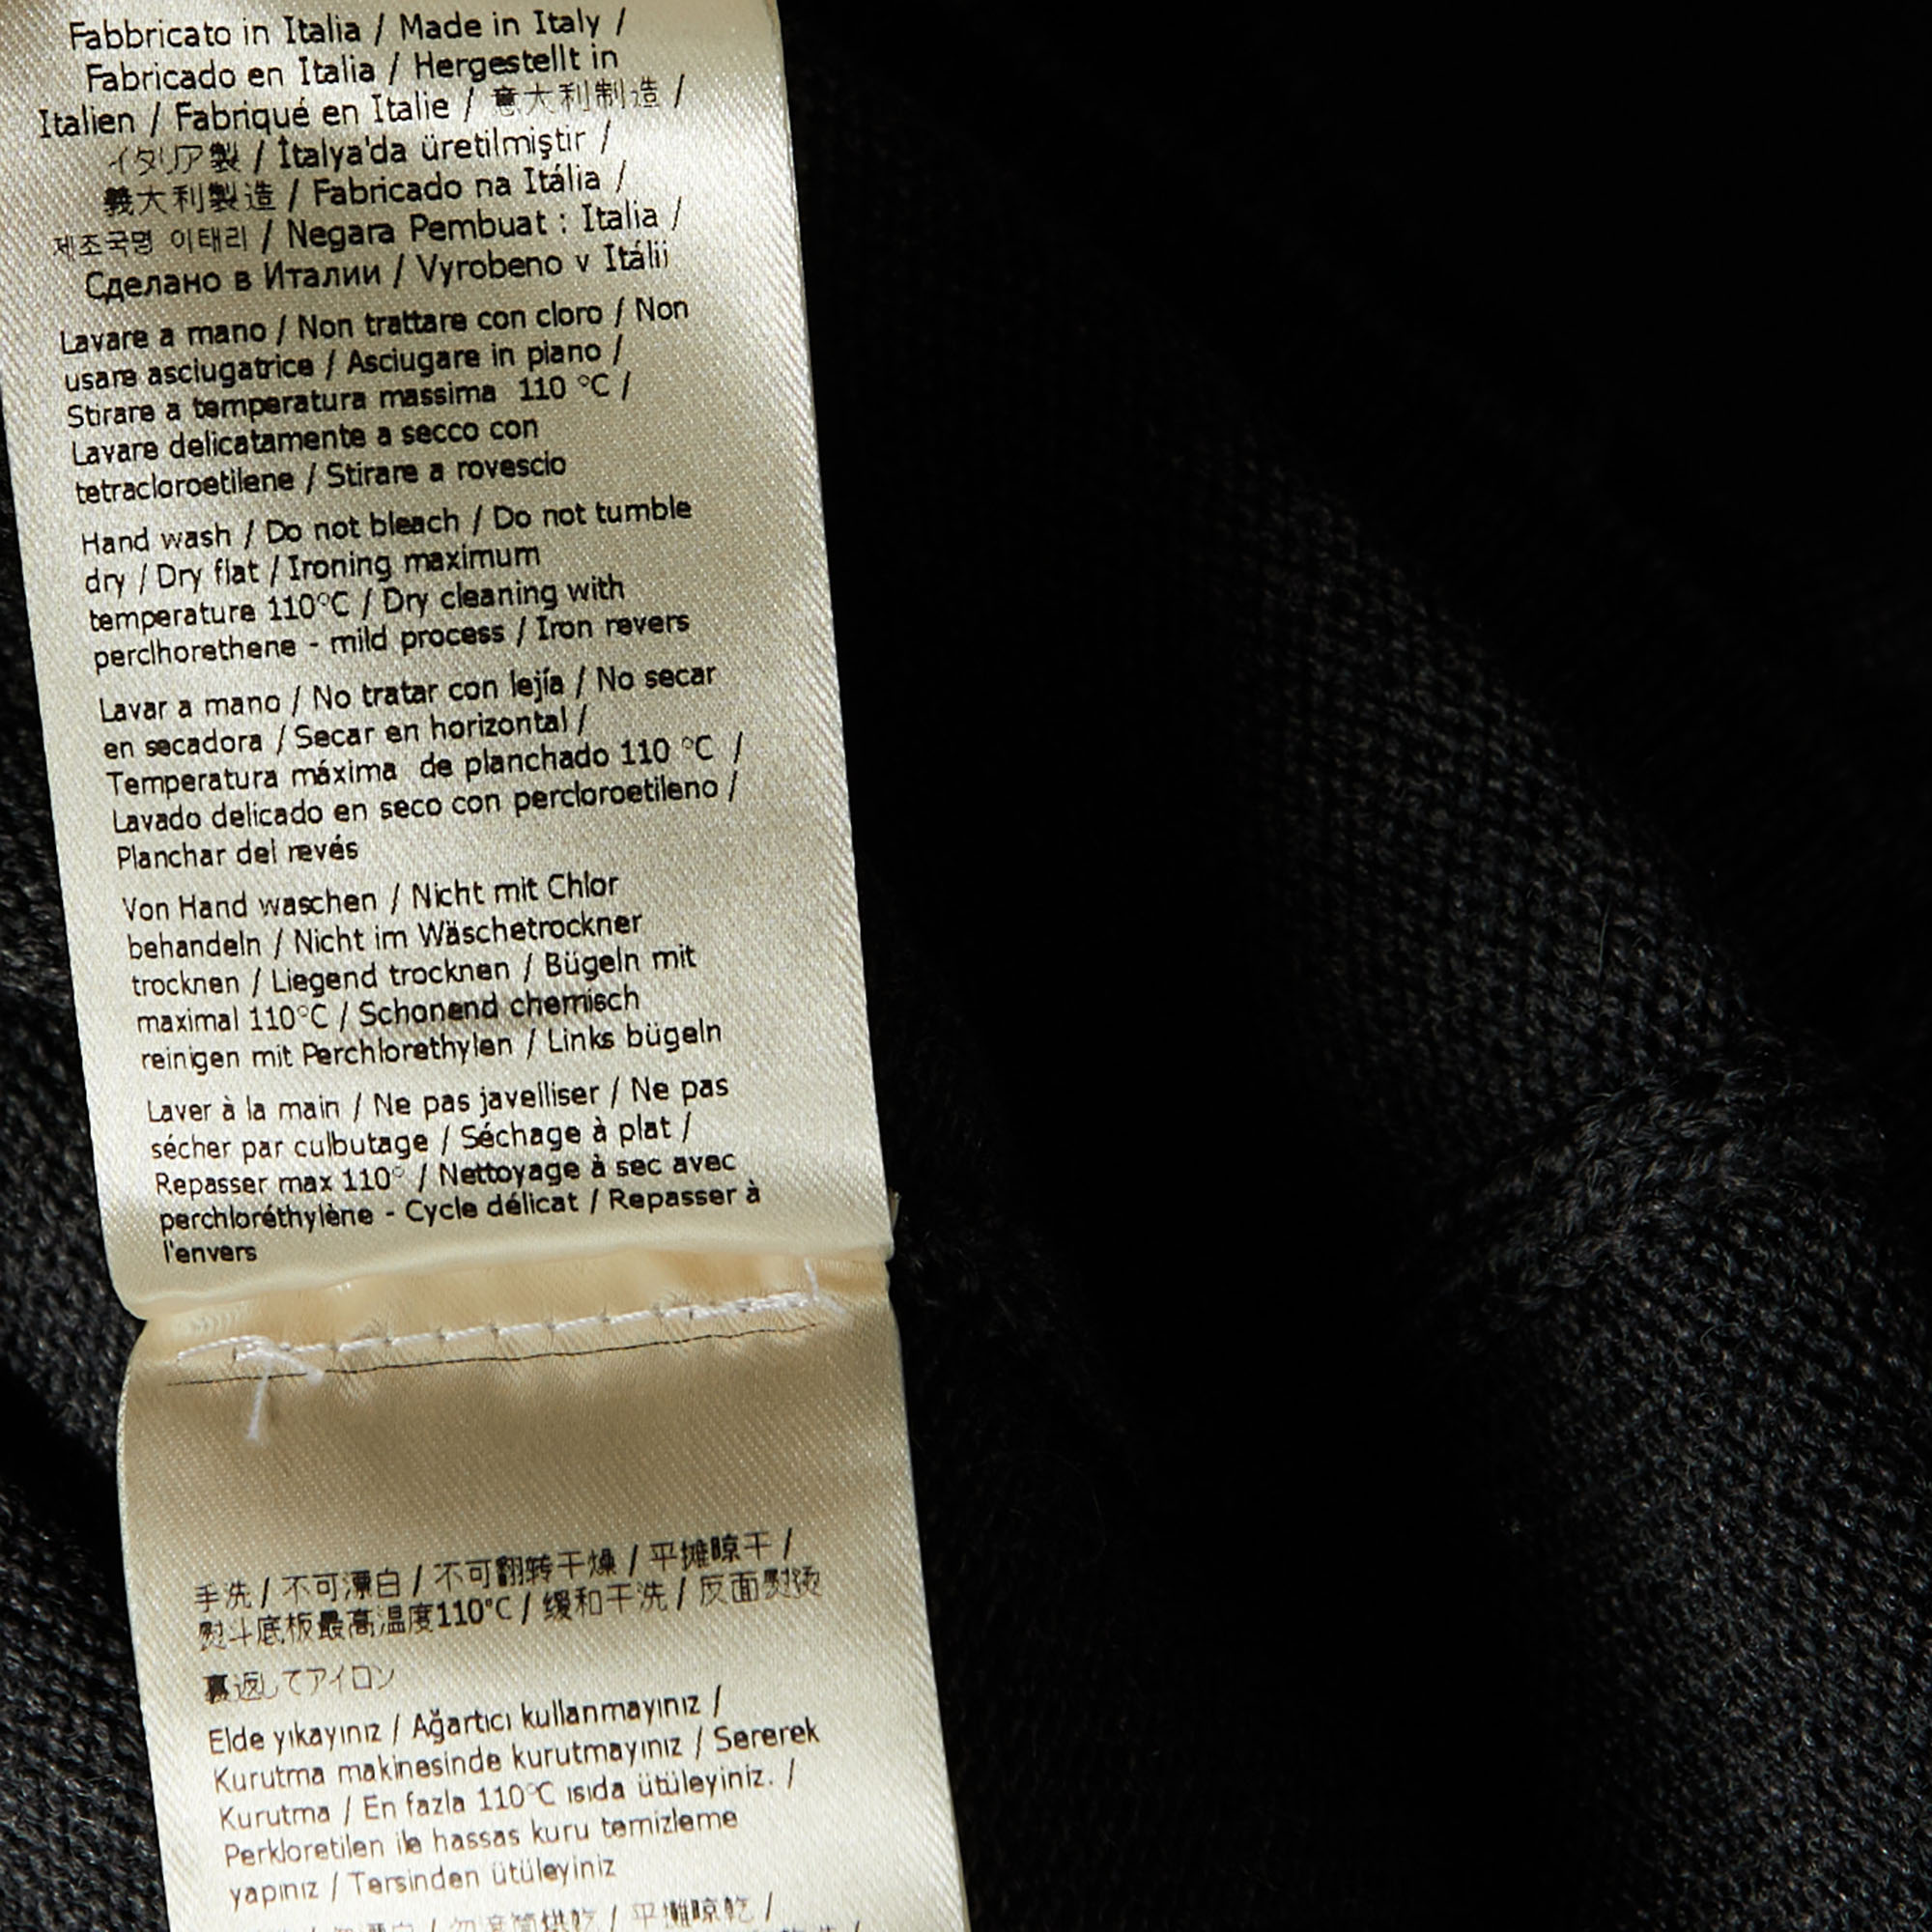 Fabbricato in Italia / Made in Italy /
Fabricado en Italia / Hergestellt in
Italien / Fabriqué en Italie / 意大利制造 /
イタリア製 / İtalya'da üretilmiştir /
義大利製造 / Fabricado na Itália /
제조국명 이태리 / Negara Pembuat : Italia /
Сделано в Италии / Vyrobeno v Itálii
Lavare a mano / Non trattare con cloro / Non
usare asciugatrice / Asciugare in piano /
Stirare a temperatura massima 110 °C /
Lavare delicatamente a secco con
tetracloroetilene / Stirare a rovescio
Hand wash / Do not bleach / Do not tumble
dry / Dry flat / Ironing maximum
temperature 110°C / Dry cleaning with
perclhorethene - mild process / Iron revers
Lavar a mano / No tratar con lejía / No secar
en secadora / Secar en horizontal /
Temperatura máxima de planchado 110 °C /
Lavado delicado en seco con percloroetileno /
Planchar del revés
Von Hand waschen / Nicht mit Chlor
behandeln / Nicht im Wäschetrockner
trocknen / Liegend trocknen / Bügeln mit
maximal 110°C / Schonend chemisch
reinigen mit Perchlorethylen / Links bügeln
Laver à la main / Ne pas javelliser / Ne pas
sécher par culbutage / Séchage à plat /
Repasser max 110° / Nettoyage à sec avec
perchloréthylène - Cycle délicat / Repasser à
l'envers
手洗 / 不可漂白 / 不可翻转干燥 / 平摊晾干 /
熨斗底板最高温度110°C / 缓和干洗 / 反面熨烫
裏返してアイロン
Elde yıkayınız / Ağartıcı kullanmayınız /
Kurutma makinesinde kurutmayınız / Sererek
Kurutma / En fazla 110°C ısıda ütüleyiniz. /
Perkloretilen ile hassas kuru temizleme
yapınız / Tersinden ütüleyiniz
平攤晾乾 /